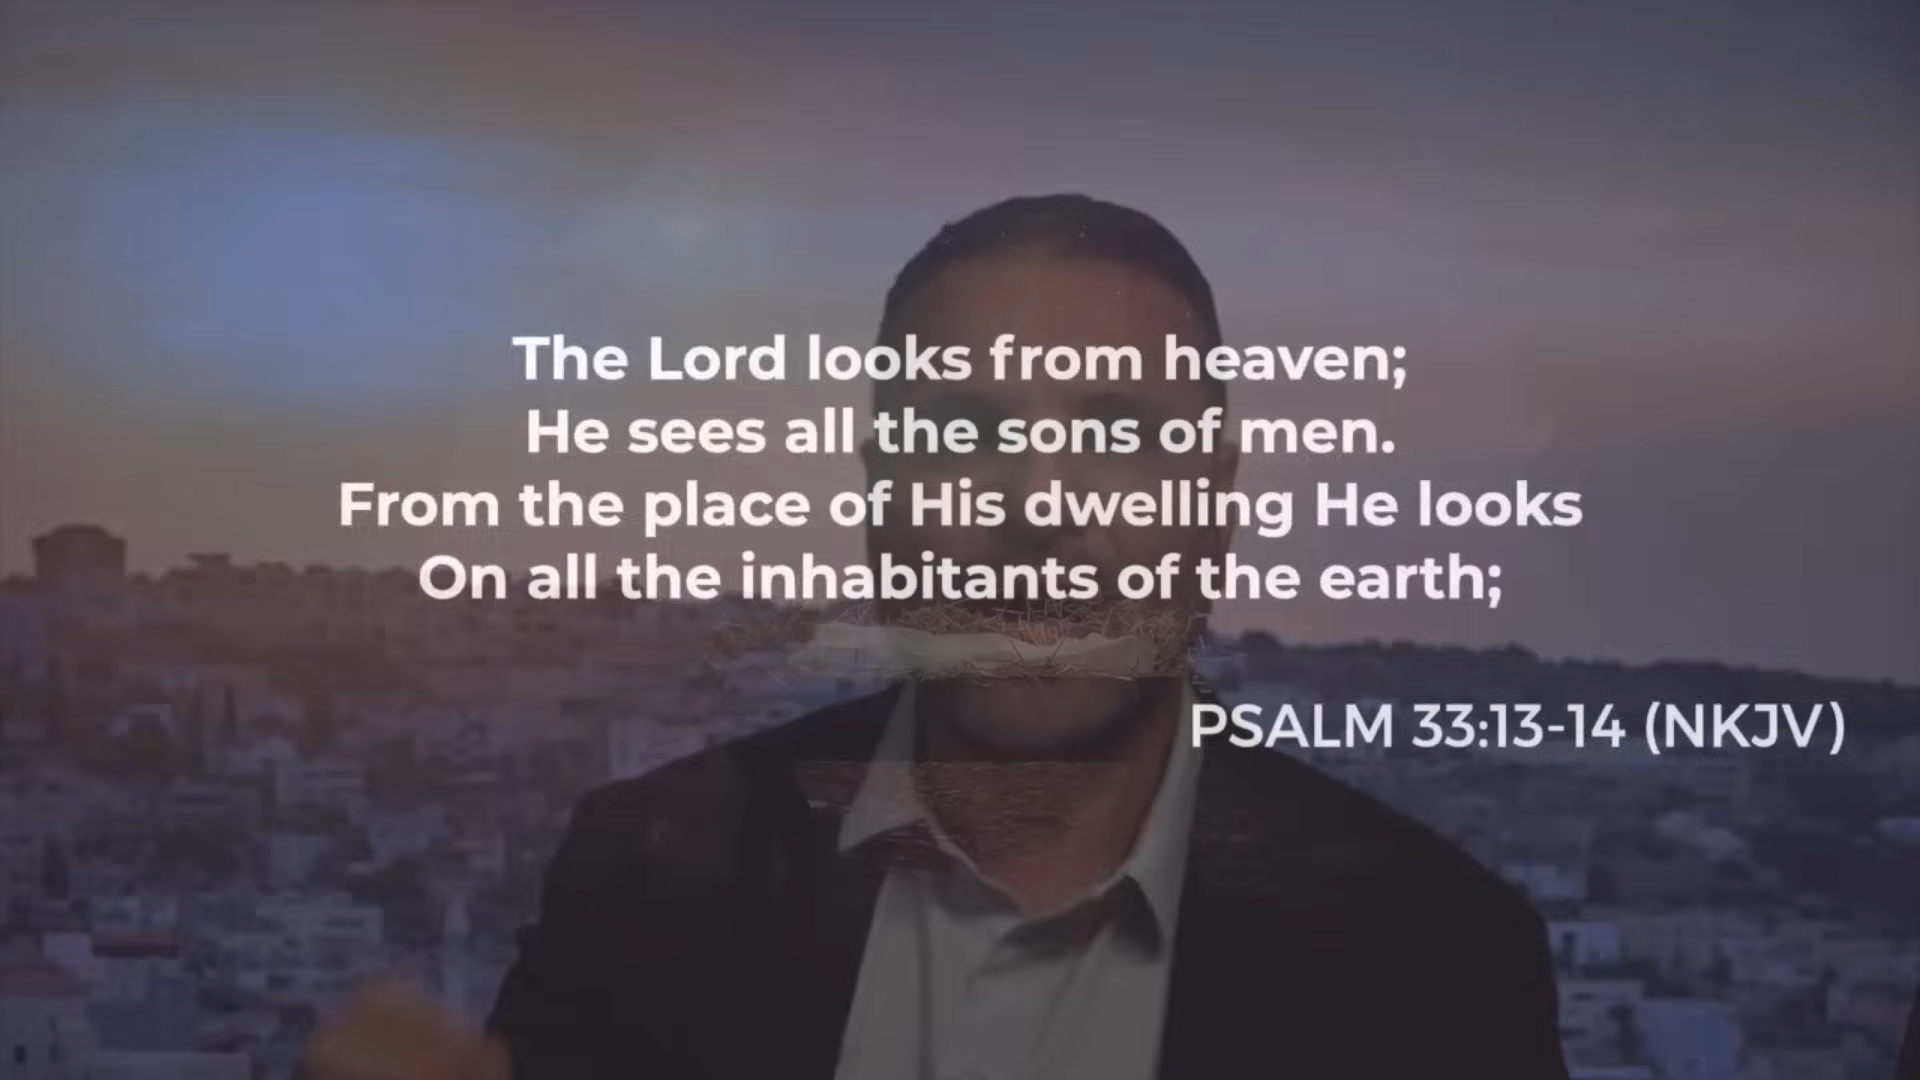 The Lord looks from heaven;
He sees all the sons of men.
From the place of His dwelling He looks
On all the inhabitants of the earth;
PSALM 33:13-14 (NKJV)